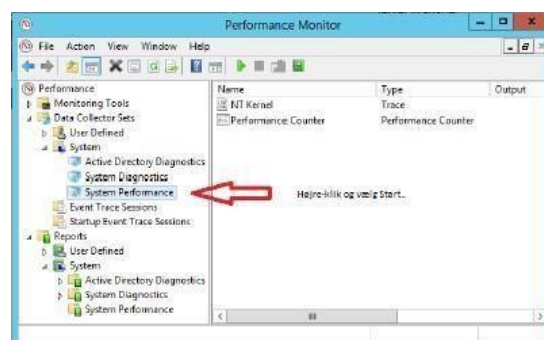 Performance Monitor
File Action View Window Help
Performance
Monitoring Tools
Data Collector Sets
User Defined
System
Active Directory Diagnostics
System Diagnostics
System Performance
Event Trace Sessions
Startup Event Trace Sessions
Reports
User Defined
System
Active Directory Diagnostics
System Diagnostics
System Performance
Name Type Output
NT Kernel Trace
Performance Counter Performance Counter
Højre-klik og vælg Start..